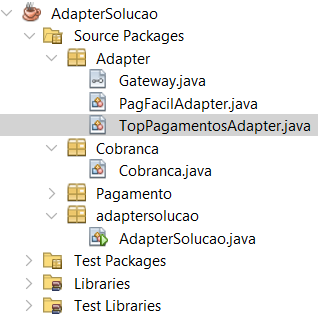 AdapterSolucao
Source Packages
Adapter
Gateway.java
PagFacilAdapter.java
TopPagamentosAdapter.java
Cobranca
Cobranca.java
Pagamento
adaptersolucao
AdapterSolucao.java
Test Packages
Libraries
Test Libraries